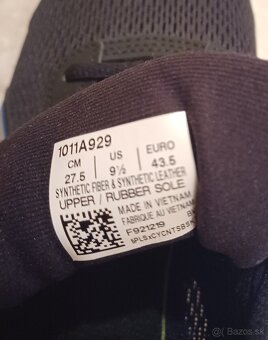 1011A929
CM US EURO
27.5 9½ 43.5
SYNTHETIC FIBER & SYNTHETIC LEATHER
UPPER / RUBBER SOLE
MADE IN VIETNAM
FABRIQUE AU VIETNAM
F921219
bazos.sk